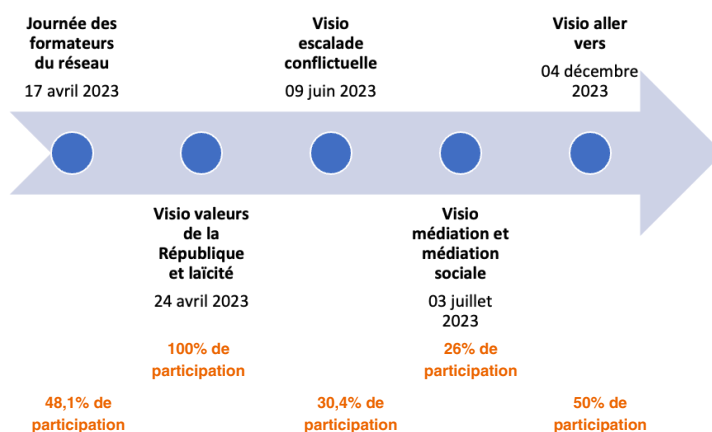 Journée des
formateurs
du réseau
17 avril 2023
Visio
escalade
conflictuelle
09 juin 2023
Visio aller
vers
04 décembre
2023
Visio valeurs
de la
République
et laïcité
24 avril 2023
Visio
médiation et
médiation
sociale
03 juillet
2023
100% de
participation
26% de
participation
48,1% de
participation
30,4% de
participation
50% de
participation